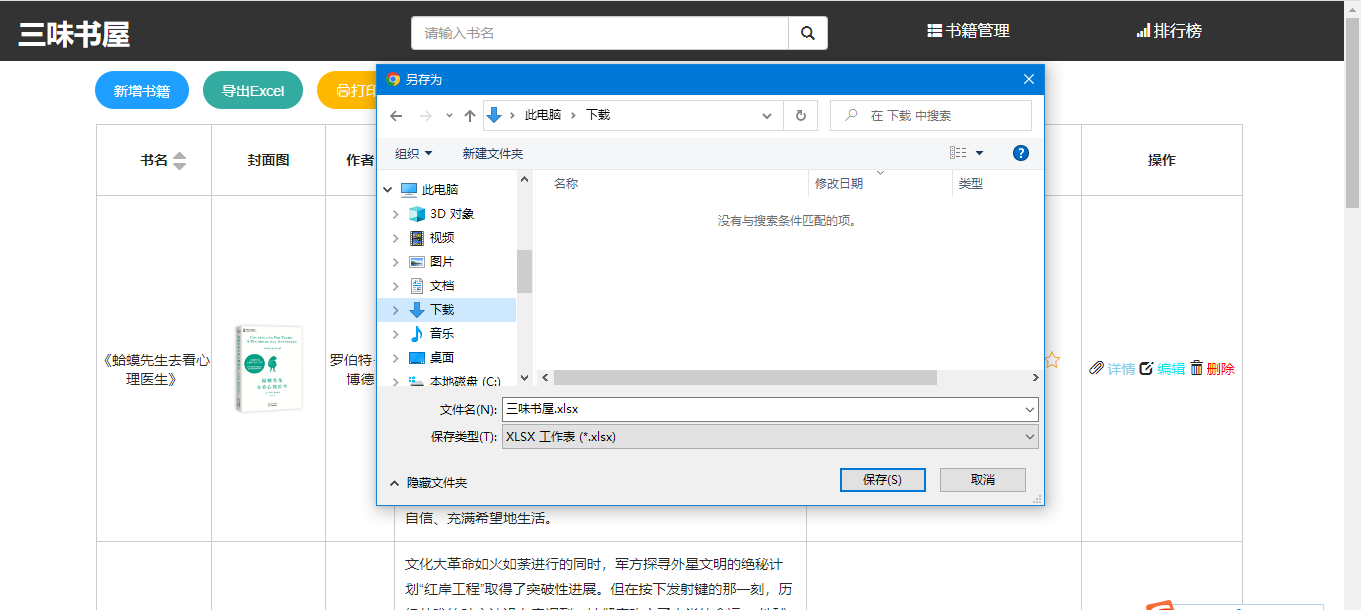 三味书屋
请输入书名
书籍管理
排行榜
新增书籍
导出Excel
打印
另存为
此电脑
下载
在 下载 中搜索
组织
新建文件夹
?
此电脑
3D 对象
视频
图片
文档
下载
音乐
桌面
本地磁盘 (C:)
名称
修改日期
类型
没有与搜索条件匹配的项。
文件名(N):
三味书屋.xlsx
保存类型(T):
XLSX 工作表 (*.xlsx)
隐藏文件夹
保存(S)
取消
书名
封面图
作者
操作
《蛤蟆先生去看心
理医生》
罗伯特·
博德
详情
编辑
删除
自信、充满希望地生活。
文化大革命如火如荼进行的同时，军方探寻外星文明的绝秘计
划“红岸工程”取得了突破性进展。但在按下发射键的那一刻，历